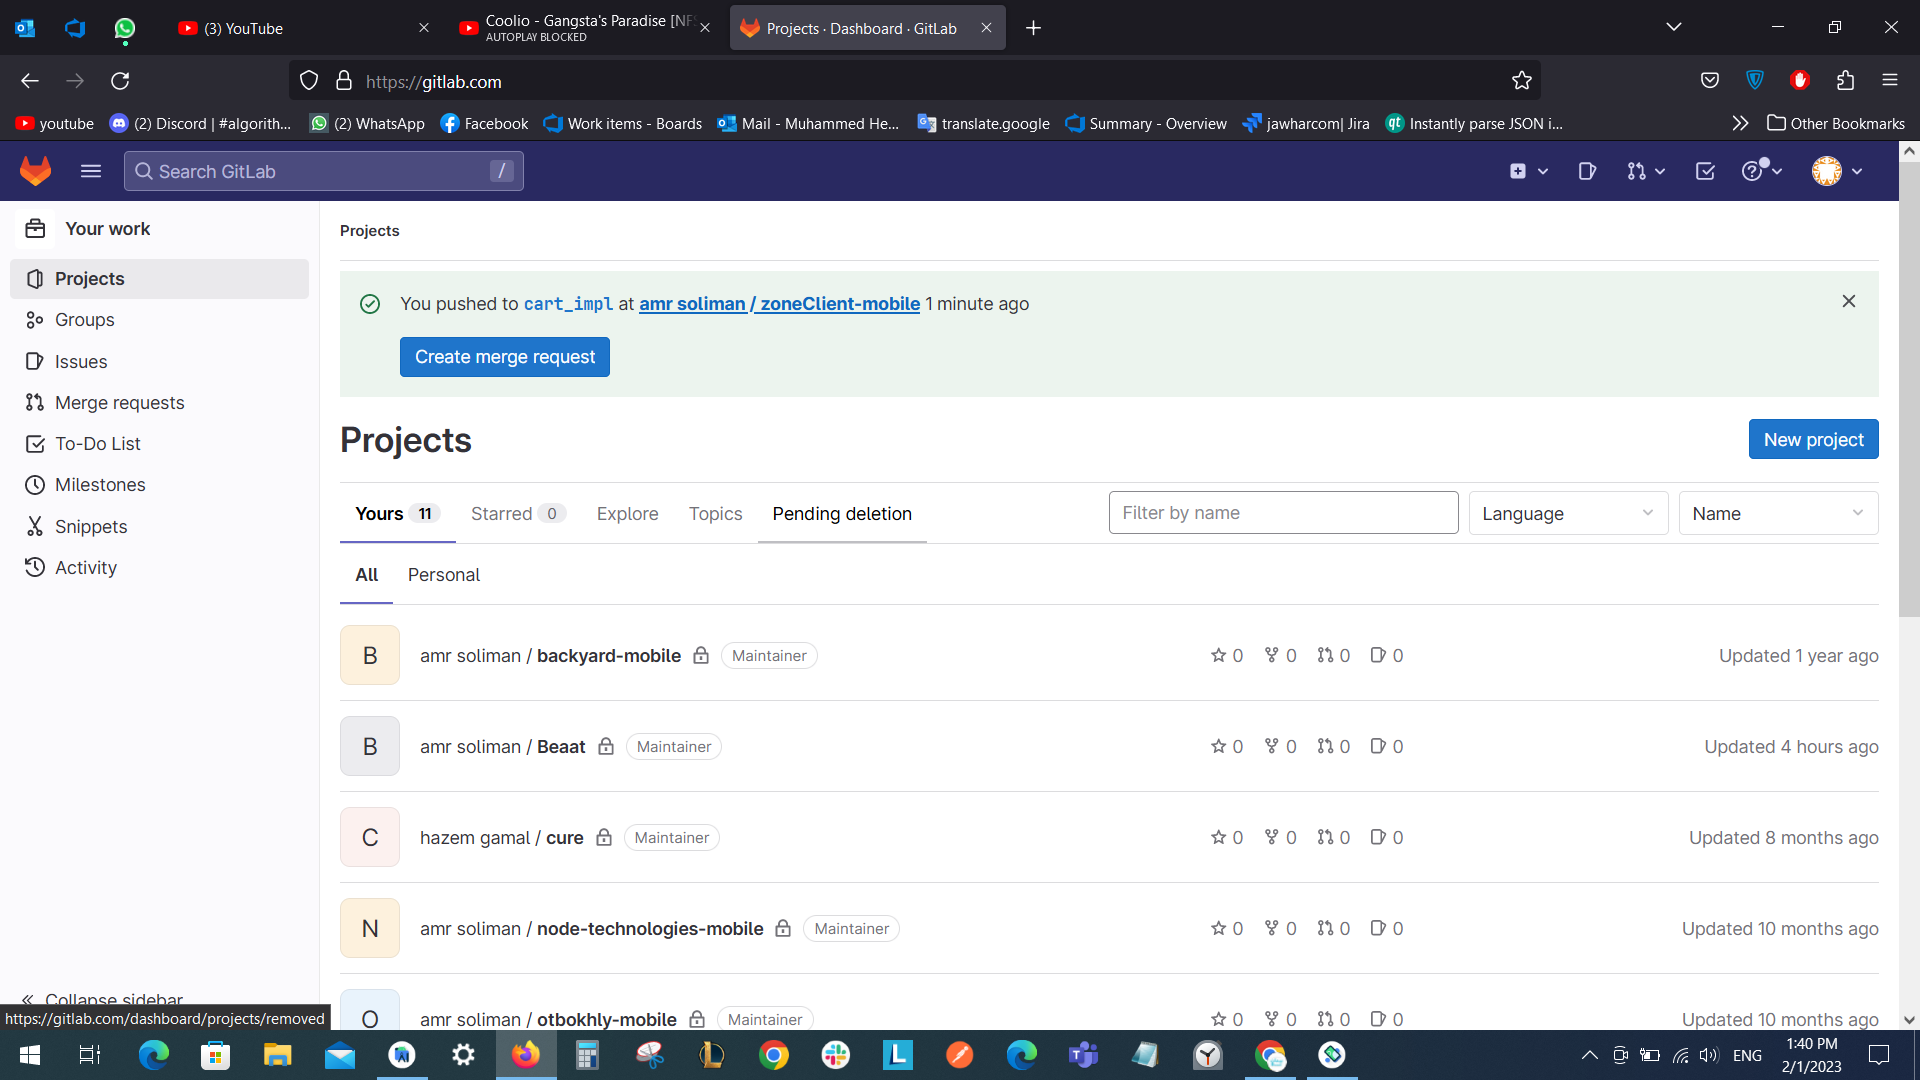 (3) YouTube
Coolio - Gangsta's Paradise [NFS
AUTOPLAY BLOCKED
Projects · Dashboard · GitLab
https://gitlab.com
youtube
(2) Discord | #algorith...
(2) WhatsApp
Facebook
Work items - Boards
Mail - Muhammed He...
translate.google
Summary - Overview
jawharcom| Jira
Instantly parse JSON i...
Other Bookmarks
Search GitLab
/
Your work
Projects
Groups
Issues
Merge requests
To-Do List
Milestones
Snippets
Activity
Collapse sidebar
https://gitlab.com/dashboard/projects/removed
Projects
You pushed to cart_impl at amr soliman / zoneClient-mobile 1 minute ago
Create merge request
Projects
New project
Yours 11
Starred 0
Explore
Topics
Pending deletion
Filter by name
Language
Name
All
Personal
B amr soliman / backyard-mobile Maintainer 0 0 0 0 Updated 1 year ago
B amr soliman / Beaat Maintainer 0 0 0 0 Updated 4 hours ago
C hazem gamal / cure Maintainer 0 0 0 0 Updated 8 months ago
N amr soliman / node-technologies-mobile Maintainer 0 0 0 0 Updated 10 months ago
O amr soliman / otbokhly-mobile Maintainer 0 0 0 0 Updated 10 months ago
L
ENG
1:40 PM
2/1/2023